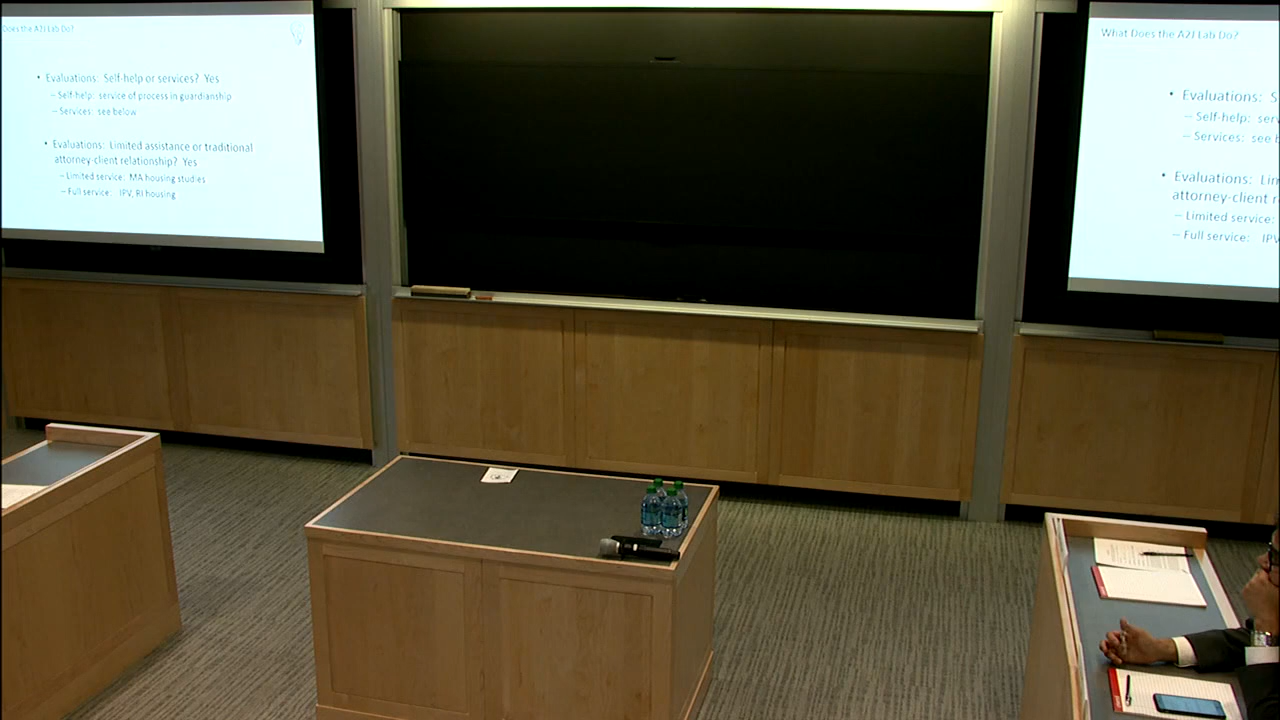 Does the A2J Lab Do?
• Evaluations: Self-help or services? Yes
– Self-help: service of process in guardianship
– Services: see below
• Evaluations: Limited assistance or traditional
attorney-client relationship? Yes
– Limited service: MA housing studies
– Full service: IPV, RI housing
What Does the A2J Lab Do?
• Evaluations: S
– Self-help: serv
– Services: see b
• Evaluations: Lim
attorney-client r
– Limited service:
– Full service: IPV